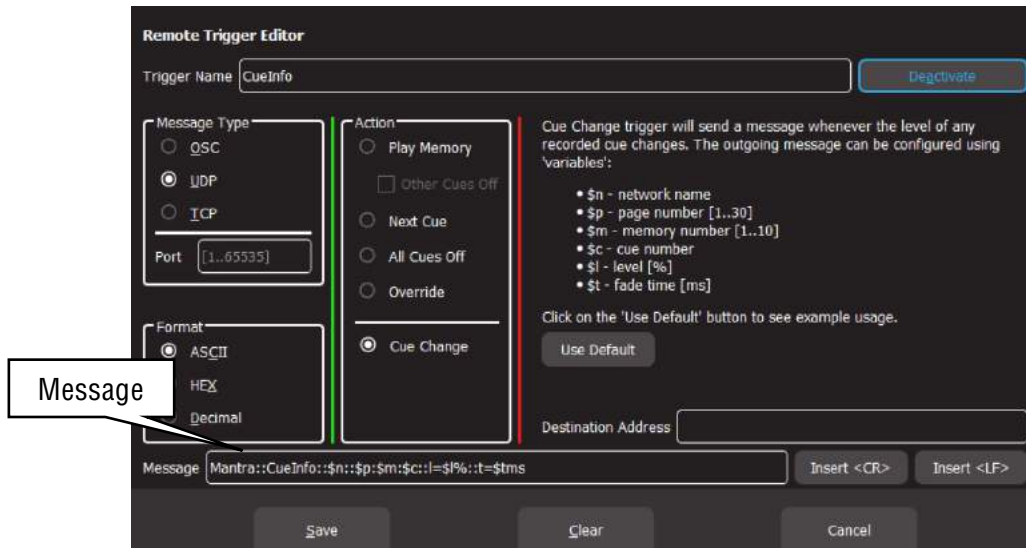 Remote Trigger Editor
Trigger Name CueInfo Deactivate
Message Type
OSC
UDP
TCP
Port [1..65535]
Format
ASCII
HEX
Decimal
Action
Play Memory
Other Cues Off
Next Cue
All Cues Off
Override
Cue Change
Cue Change trigger will send a message whenever the level of any
recorded cue changes. The outgoing message can be configured using
'variables':
• $n - network name
• $p - page number [1..30]
• $m - memory number [1..10]
• $c - cue number
• $l - level [%]
• $t - fade time [ms]
Click on the 'Use Default' button to see example usage.
Use Default
Destination Address
Message
Message Mantra::CueInfo::$n::$p:$m:$c::l=$l%::t=$tms Insert <CR> Insert <LF>
Save Clear Cancel